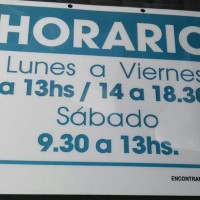 HORARIO
Lunes a Viernes
a 13hs / 14 a 18.30
Sábado
9.30 a 13hs.